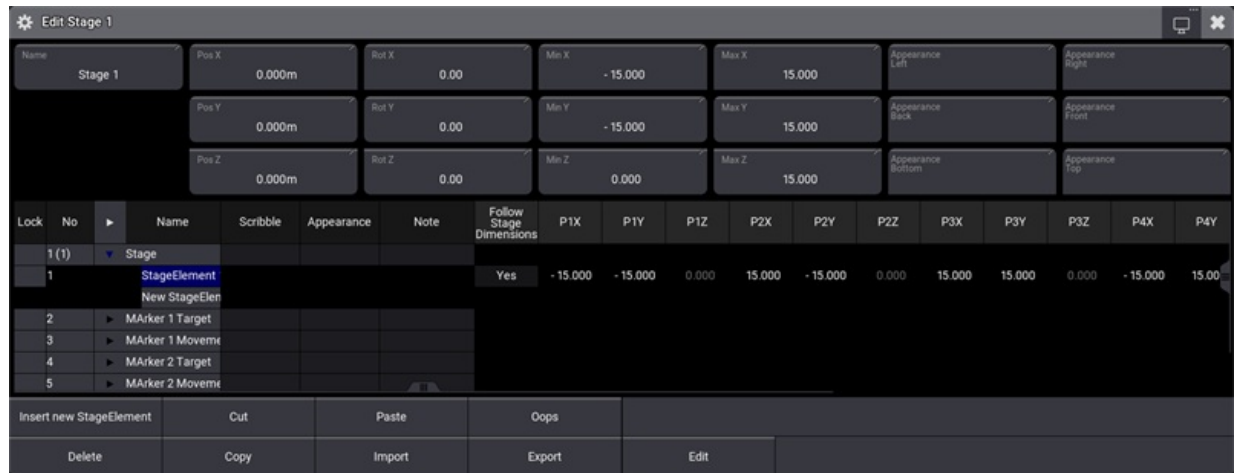 Edit Stage 1
Name Pos X Rot X Min X Max X Appearance Left Appearance Right
Stage 1 0.000m 0.00 - 15.000 15.000
Pos Y Rot Y Min Y Max Y Appearance Back Appearance Front
0.000m 0.00 - 15.000 15.000
Pos Z Rot Z Min Z Max Z Appearance Bottom Appearance Top
0.000m 0.00 0.000 15.000
Lock No Name Scribble Appearance Note Follow Stage Dimensions P1X P1Y P1Z P2X P2Y P2Z P3X P3Y P3Z P4X P4Y
1 (1) Stage
1 StageElement Yes - 15.000 - 15.000 0.000 15.000 - 15.000 0.000 15.000 15.000 0.000 - 15.000 15.00
New StageElen
2 MArker 1 Target
3 MArker 1 Moveme
4 MArker 2 Target
5 MArker 2 Moveme
Insert new StageElement Cut Paste Oops
Delete Copy Import Export Edit